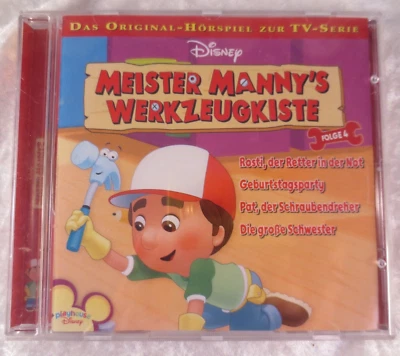 Das Original-Hörspiel zur TV-Serie
Disney
MEISTER MANNY'S
WERKZEUGKISTE
FOLGE 4
Rosti, der Retter in der Not
Geburtstagsparty
Pat, der Schraubendreher
Die große Schwester
playhouse
Disney